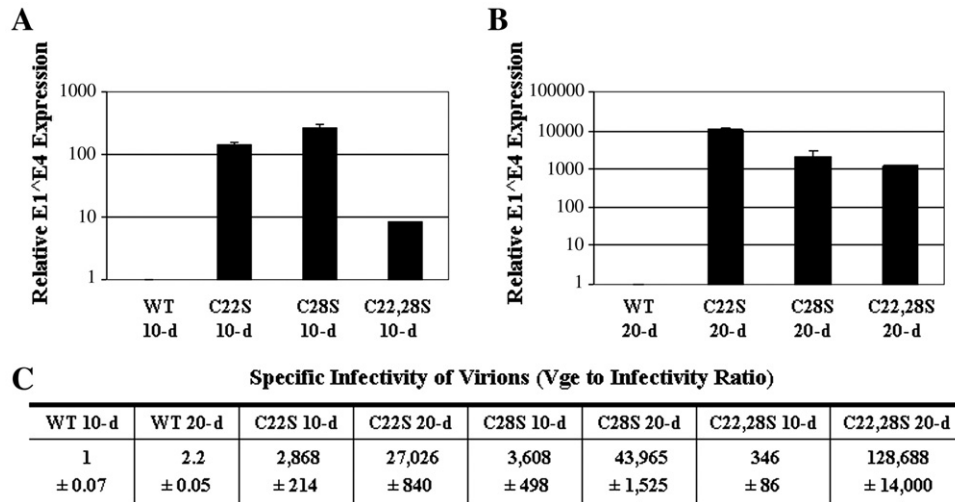 A
Relative E1^E4 Expression
1000
100
10
1
WT 10-d
C22S 10-d
C28S 10-d
C22,28S 10-d
B
Relative E1^E4 Expression
100000
10000
1000
100
10
1
WT 20-d
C22S 20-d
C28S 20-d
C22,28S 20-d
C
Specific Infectivity of Virions (Vge to Infectivity Ratio)
WT 10-d WT 20-d C22S 10-d C22S 20-d C28S 10-d C28S 20-d C22,28S 10-d C22,28S 20-d
1 2.2 2,868 27,026 3,608 43,965 346 128,688
± 0.07 ± 0.05 ± 214 ± 840 ± 498 ± 1,525 ± 86 ± 14,000